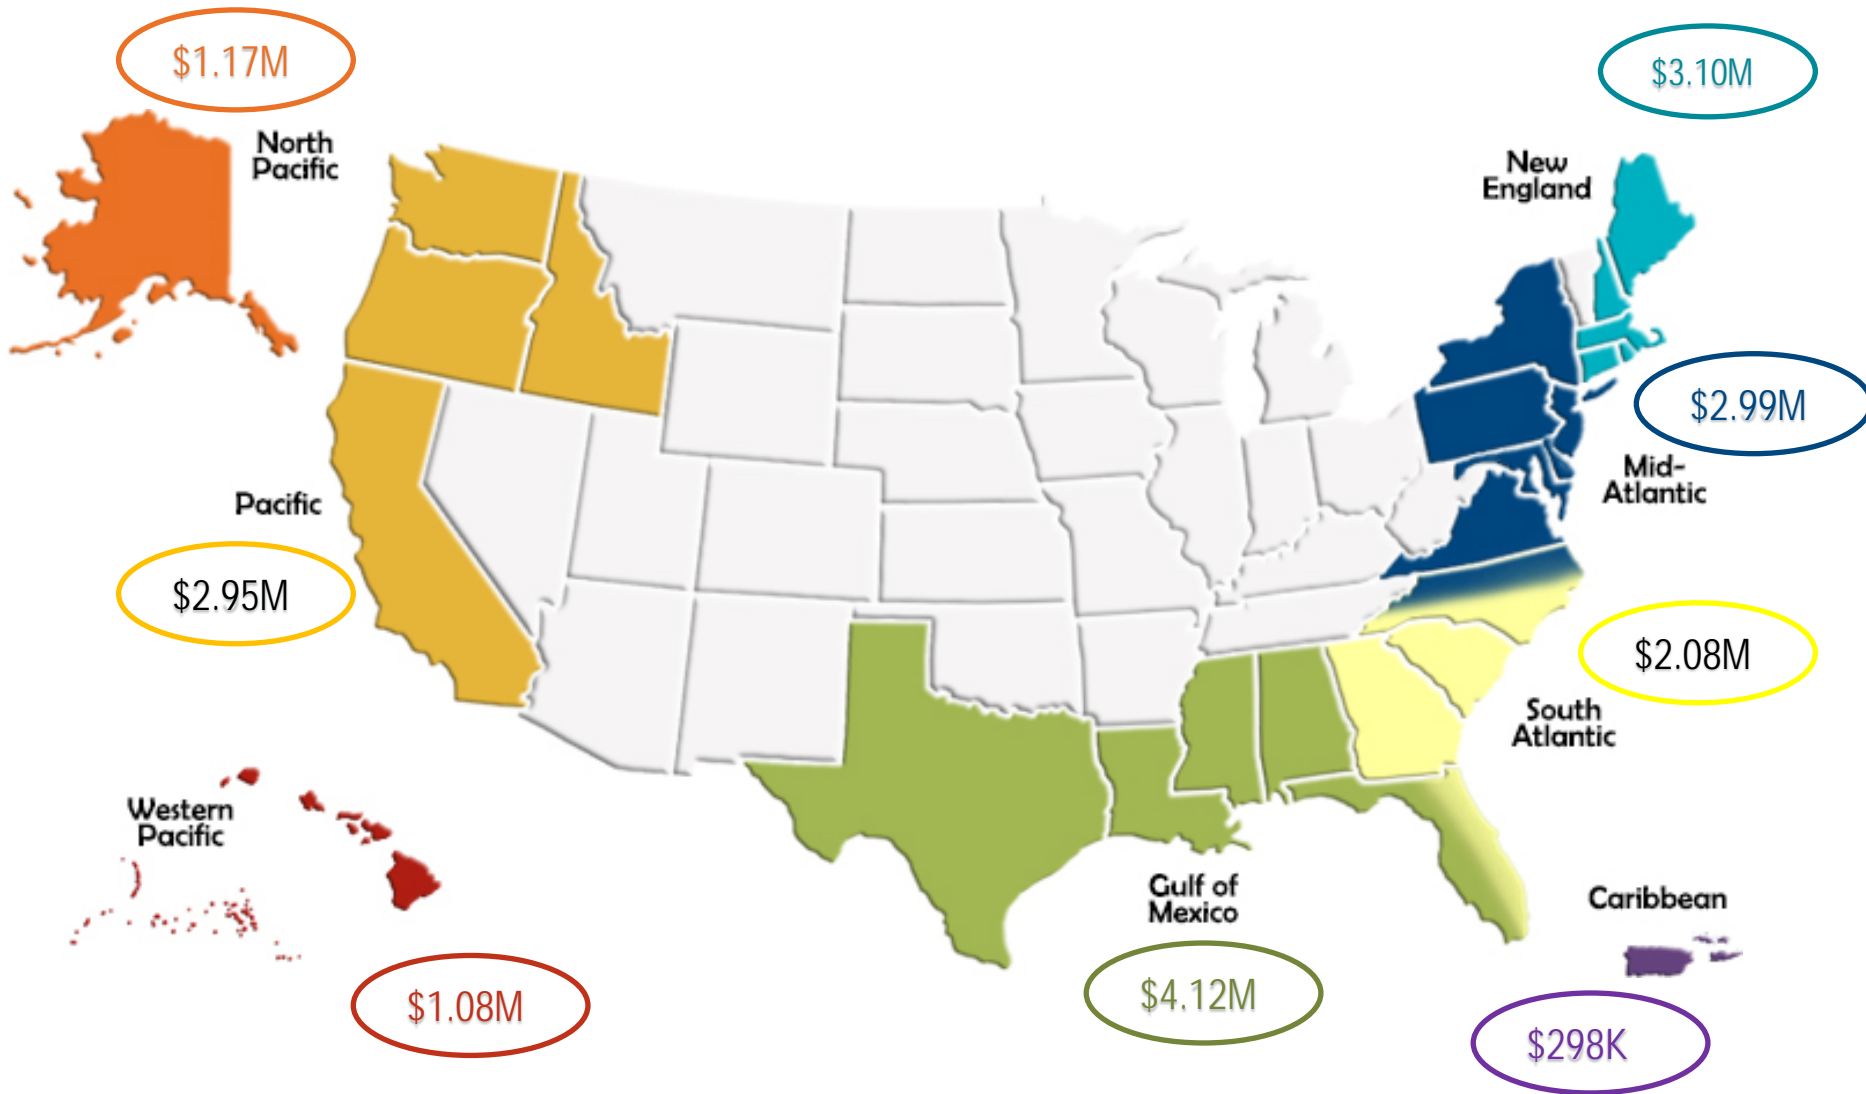 $1.17M
North
Pacific
$3.10M
New
England
$2.99M
Mid-
Atlantic
Pacific
$2.95M
$2.08M
South
Atlantic
Western
Pacific
$1.08M
Gulf of
Mexico
$4.12M
Caribbean
$298K